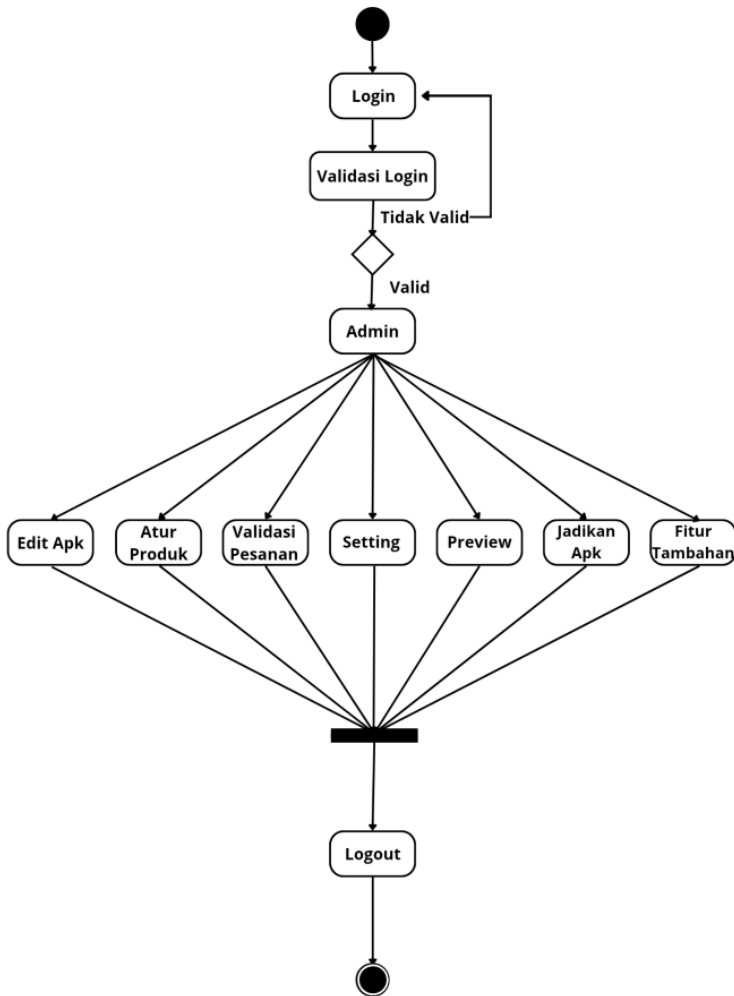 Login
Validasi Login
Tidak Valid
Valid
Admin
Edit Apk
Atur
Produk
Validasi
Pesanan
Setting
Preview
Jadikan
Apk
Fitur
Tambahan
Logout